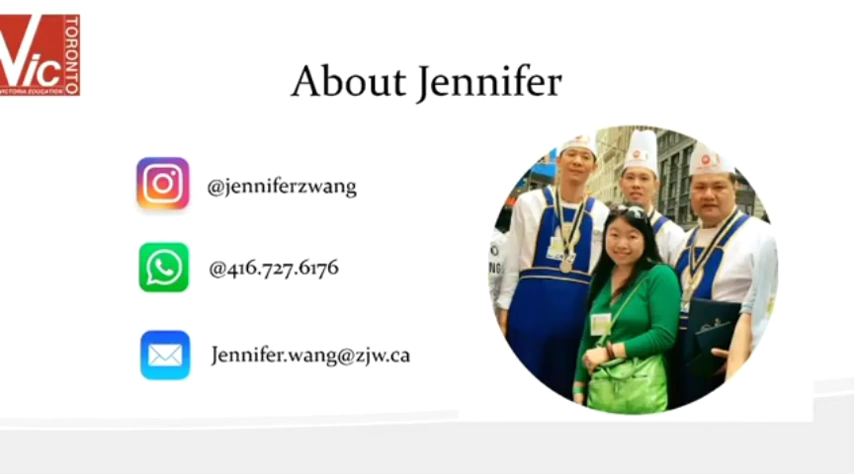 Vic
TORONTO
VICTORIA EDUCATION
About Jennifer
@jenniferzwang
@416.727.6176
Jennifer.wang@zjw.ca